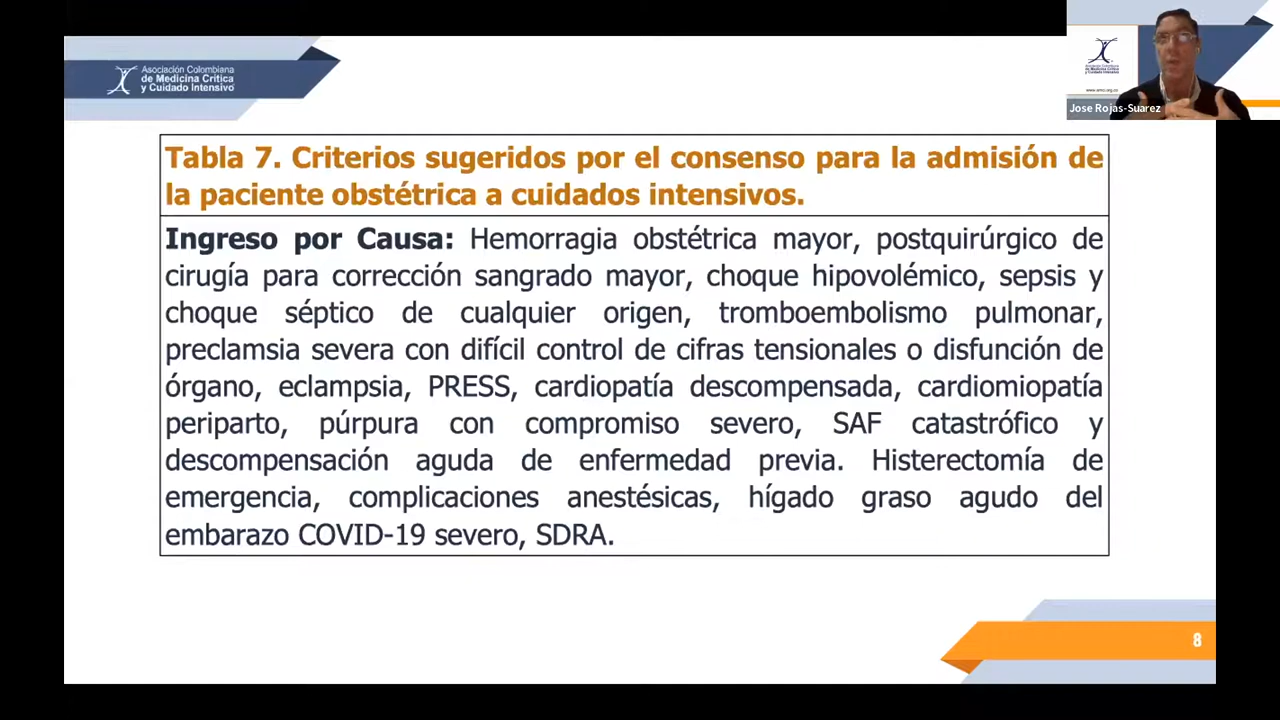 Asociación Colombiana
de Medicina Crítica
y Cuidado Intensivo
Jose Rojas-Suarez
Tabla 7. Criterios sugeridos por el consenso para la admisión de
la paciente obstétrica a cuidados intensivos.
Ingreso por Causa: Hemorragia obstétrica mayor, postquirúrgico de
cirugía para corrección sangrado mayor, choque hipovolémico, sepsis y
choque séptico de cualquier origen, tromboembolismo pulmonar,
preclamsia severa con difícil control de cifras tensionales o disfunción de
órgano, eclampsia, PRESS, cardiopatía descompensada, cardiomiopatía
periparto, púrpura con compromiso severo, SAF catastrófico y
descompensación aguda de enfermedad previa. Histerectomía de
emergencia, complicaciones anestésicas, hígado graso agudo del
embarazo COVID-19 severo, SDRA.
8